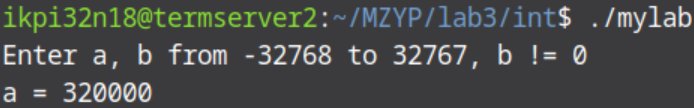 ikpi32n18@termserver2:~/MZYP/lab3/int$ ./mylab
Enter a, b from -32768 to 32767, b != 0
a = 320000